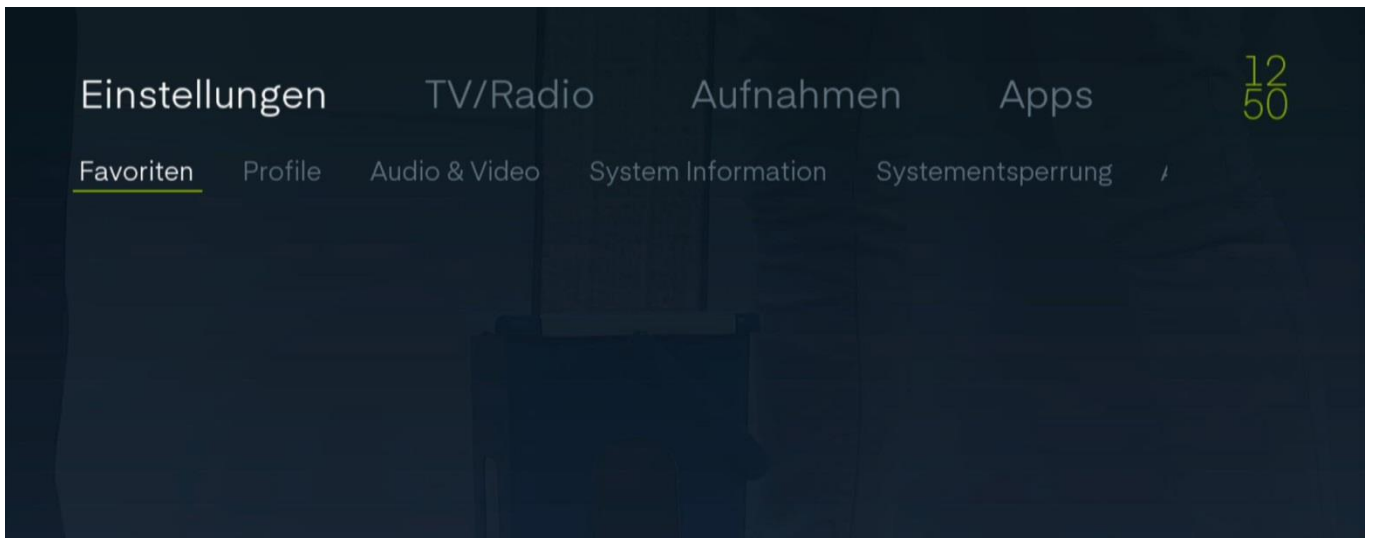 Einstellungen TV/Radio Aufnahmen Apps
12
50
Favoriten Profile Audio & Video System Information Systementsperrung